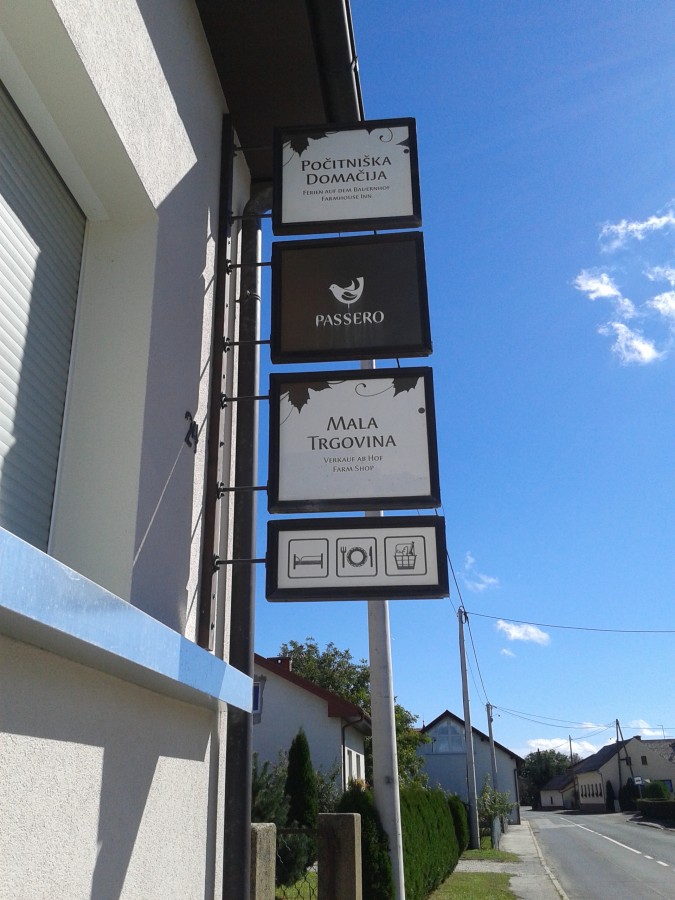 POČITNIŠKA
DOMAČIJA
FERIEN AUF DEM BAUERNHOF
FARMHOUSE INN
PASSERO
MALA
TRGOVINA
VERKAUF AB HOF
FARM SHOP